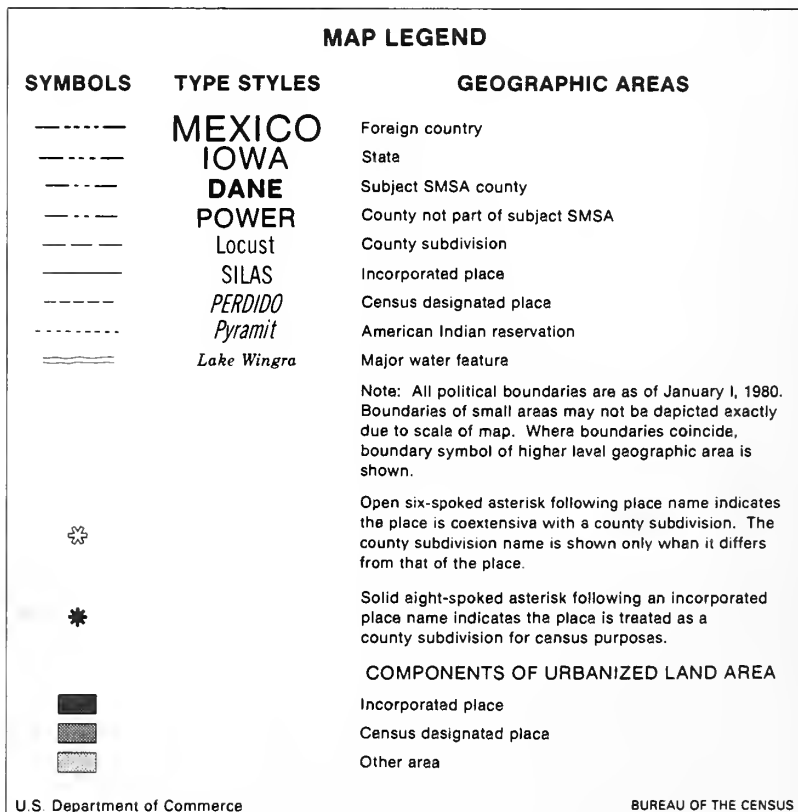 MAP LEGEND
SYMBOLS TYPE STYLES GEOGRAPHIC AREAS
MEXICO Foreign country
IOWA State
DANE Subject SMSA county
POWER County not part of subject SMSA
Locust County subdivision
SILAS Incorporated place
PERDIDO Census designated place
Pyramit American Indian reservation
Lake Wingra Major water feature
Note: All political boundaries are as of January 1, 1980.
Boundaries of small areas may not be depicted exactly
due to scale of map. Where boundaries coincide,
boundary symbol of higher level geographic area is
shown.
Open six-spoked asterisk following place name indicates
the place is coextensive with a county subdivision. The
county subdivision name is shown only when it differs
from that of the place.
Solid eight-spoked asterisk following an incorporated
place name indicates the place is treated as a
county subdivision for census purposes.
COMPONENTS OF URBANIZED LAND AREA
Incorporated place
Census designated place
Other area
U.S. Department of Commerce BUREAU OF THE CENSUS